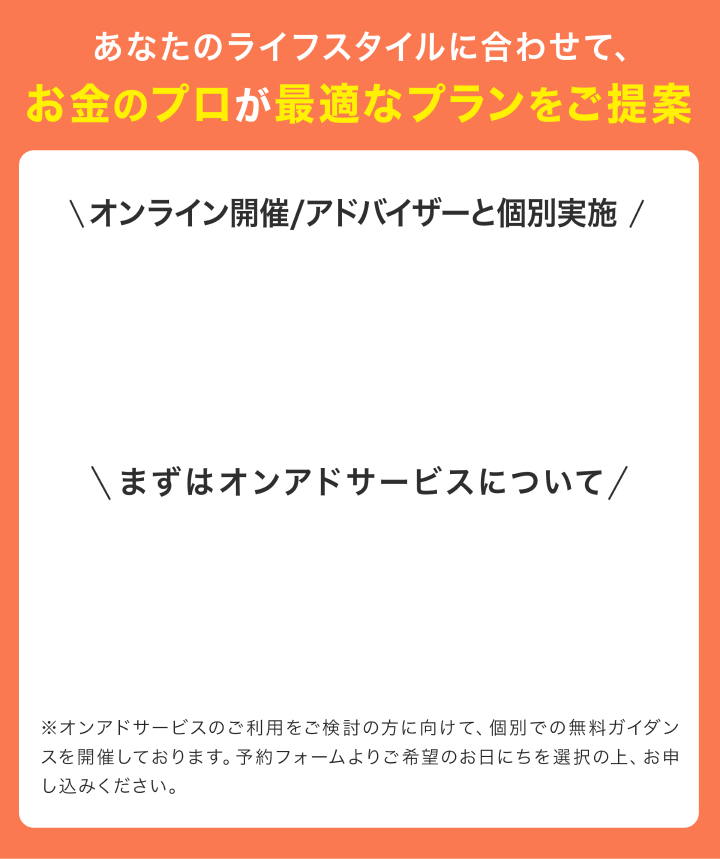 あなたのライフスタイルに合わせて、
お金のプロが最適なプランをご提案
\ オンライン開催/アドバイザーと個別実施 /
\ まずはオンアドサービスについて /
※オンアドサービスのご利用をご検討の方に向けて、個別での無料ガイダン
スを開催しております。予約フォームよりご希望のお日にちを選択の上、お申
し込みください。